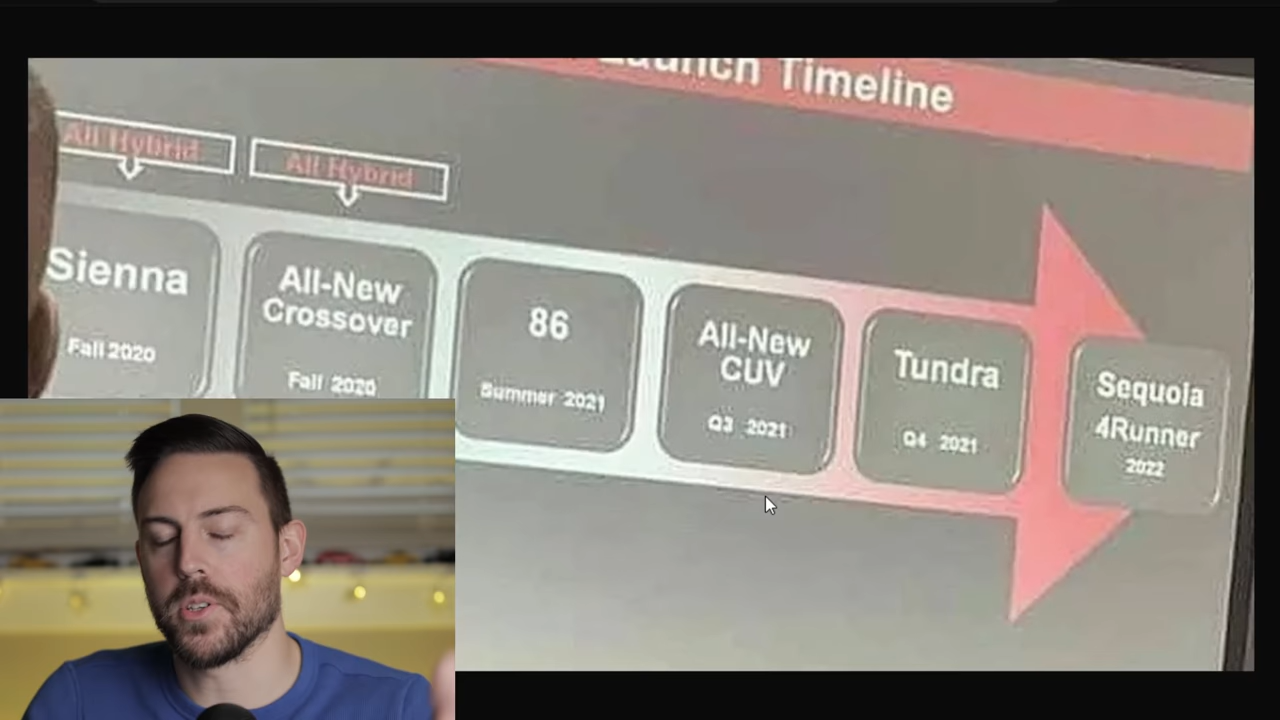 Launch Timeline
All Hybrid
All Hybrid
Sienna
Fall 2020
All-New
Crossover
Fall 2020
86
Summer 2021
All-New
CUV
Q3 2021
Tundra
Q4 2021
Sequoia
4Runner
2022